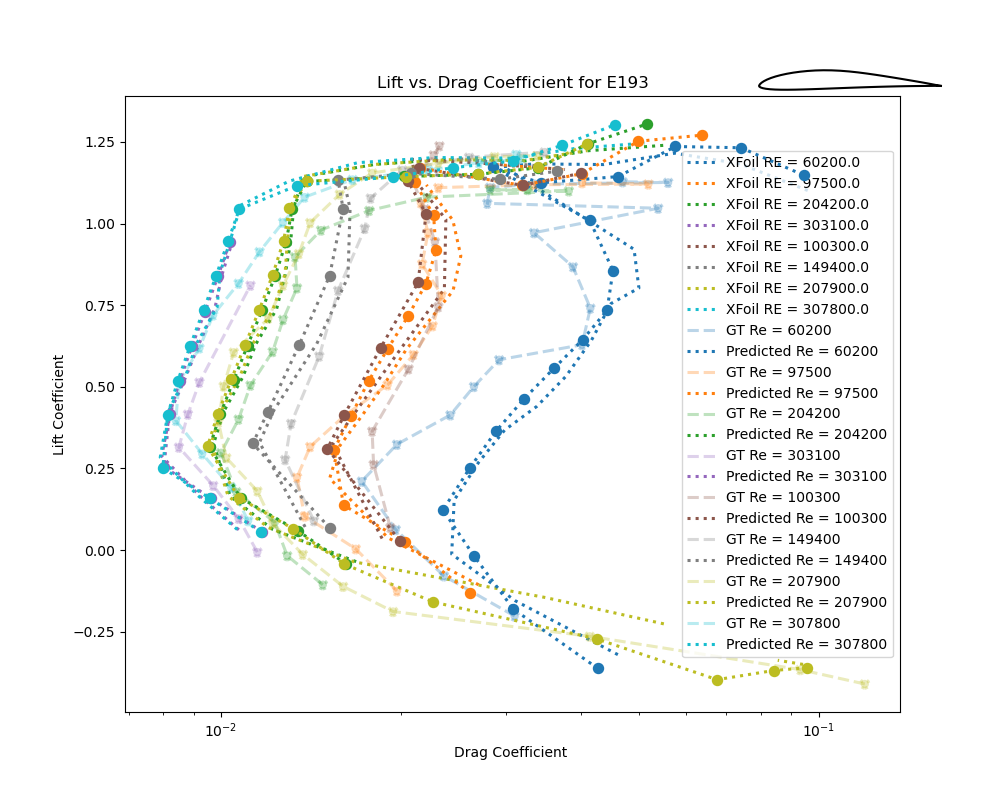 Lift vs. Drag Coefficient for E193
Lift Coefficient
1.25
1.00
0.75
0.50
0.25
0.00
−0.25
10⁻²
10⁻¹
Drag Coefficient
XFoil RE = 60200.0
XFoil RE = 97500.0
XFoil RE = 204200.0
XFoil RE = 303100.0
XFoil RE = 100300.0
XFoil RE = 149400.0
XFoil RE = 207900.0
XFoil RE = 307800.0
GT Re = 60200
Predicted Re = 60200
GT Re = 97500
Predicted Re = 97500
GT Re = 204200
Predicted Re = 204200
GT Re = 303100
Predicted Re = 303100
GT Re = 100300
Predicted Re = 100300
GT Re = 149400
Predicted Re = 149400
GT Re = 207900
Predicted Re = 207900
GT Re = 307800
Predicted Re = 307800